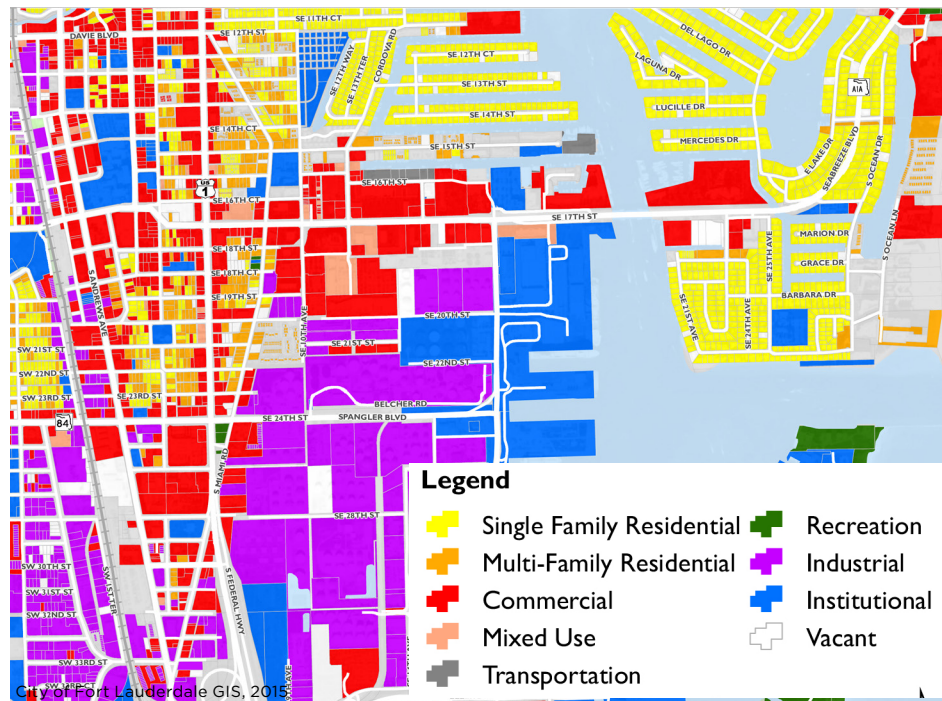 SE 11TH CT
DAVIE BLVD
SE 12TH ST
SE 12TH WAY
SE 13TH TER
CORDOVA RD
SE 12TH CT
SE 13TH ST
SE 14TH ST
DEL LAGO DR
LAGUNA DR
LUCILLE DR
MERCEDES DR
A1A
SE 14TH CT
SE 15TH ST
E LAKE DR
SEABREEZE BLVD
S OCEAN DR
US
1
SE 16TH ST
SE 16TH CT
SE 17TH ST
S OCEAN LN
MARION DR
SE 18TH ST
SE 18TH CT
GRACE DR
SE 25TH AVE
S ANDREWS AVE
SE 19TH ST
BARBARA DR
SE 21ST AVE
SE 24TH AVE
SE 10TH AVE
SE 20TH ST
SE 21ST ST
SW 21ST ST
SE 22ND ST
SW 22ND ST
SW 23RD ST
SE 23RD ST
BELCHER RD
84
SE 24TH ST
SPANGLER BLVD
S MIAMI RD
SE 28TH ST
SW 30TH ST
SW 31ST ST
SW 1ST TER
S FEDERAL HWY
SW 32ND ST
SW 33RD ST
SW 33RD CT
City of Fort Lauderdale GIS, 2015
Legend
Single Family Residential
Multi-Family Residential
Commercial
Mixed Use
Transportation
Recreation
Industrial
Institutional
Vacant